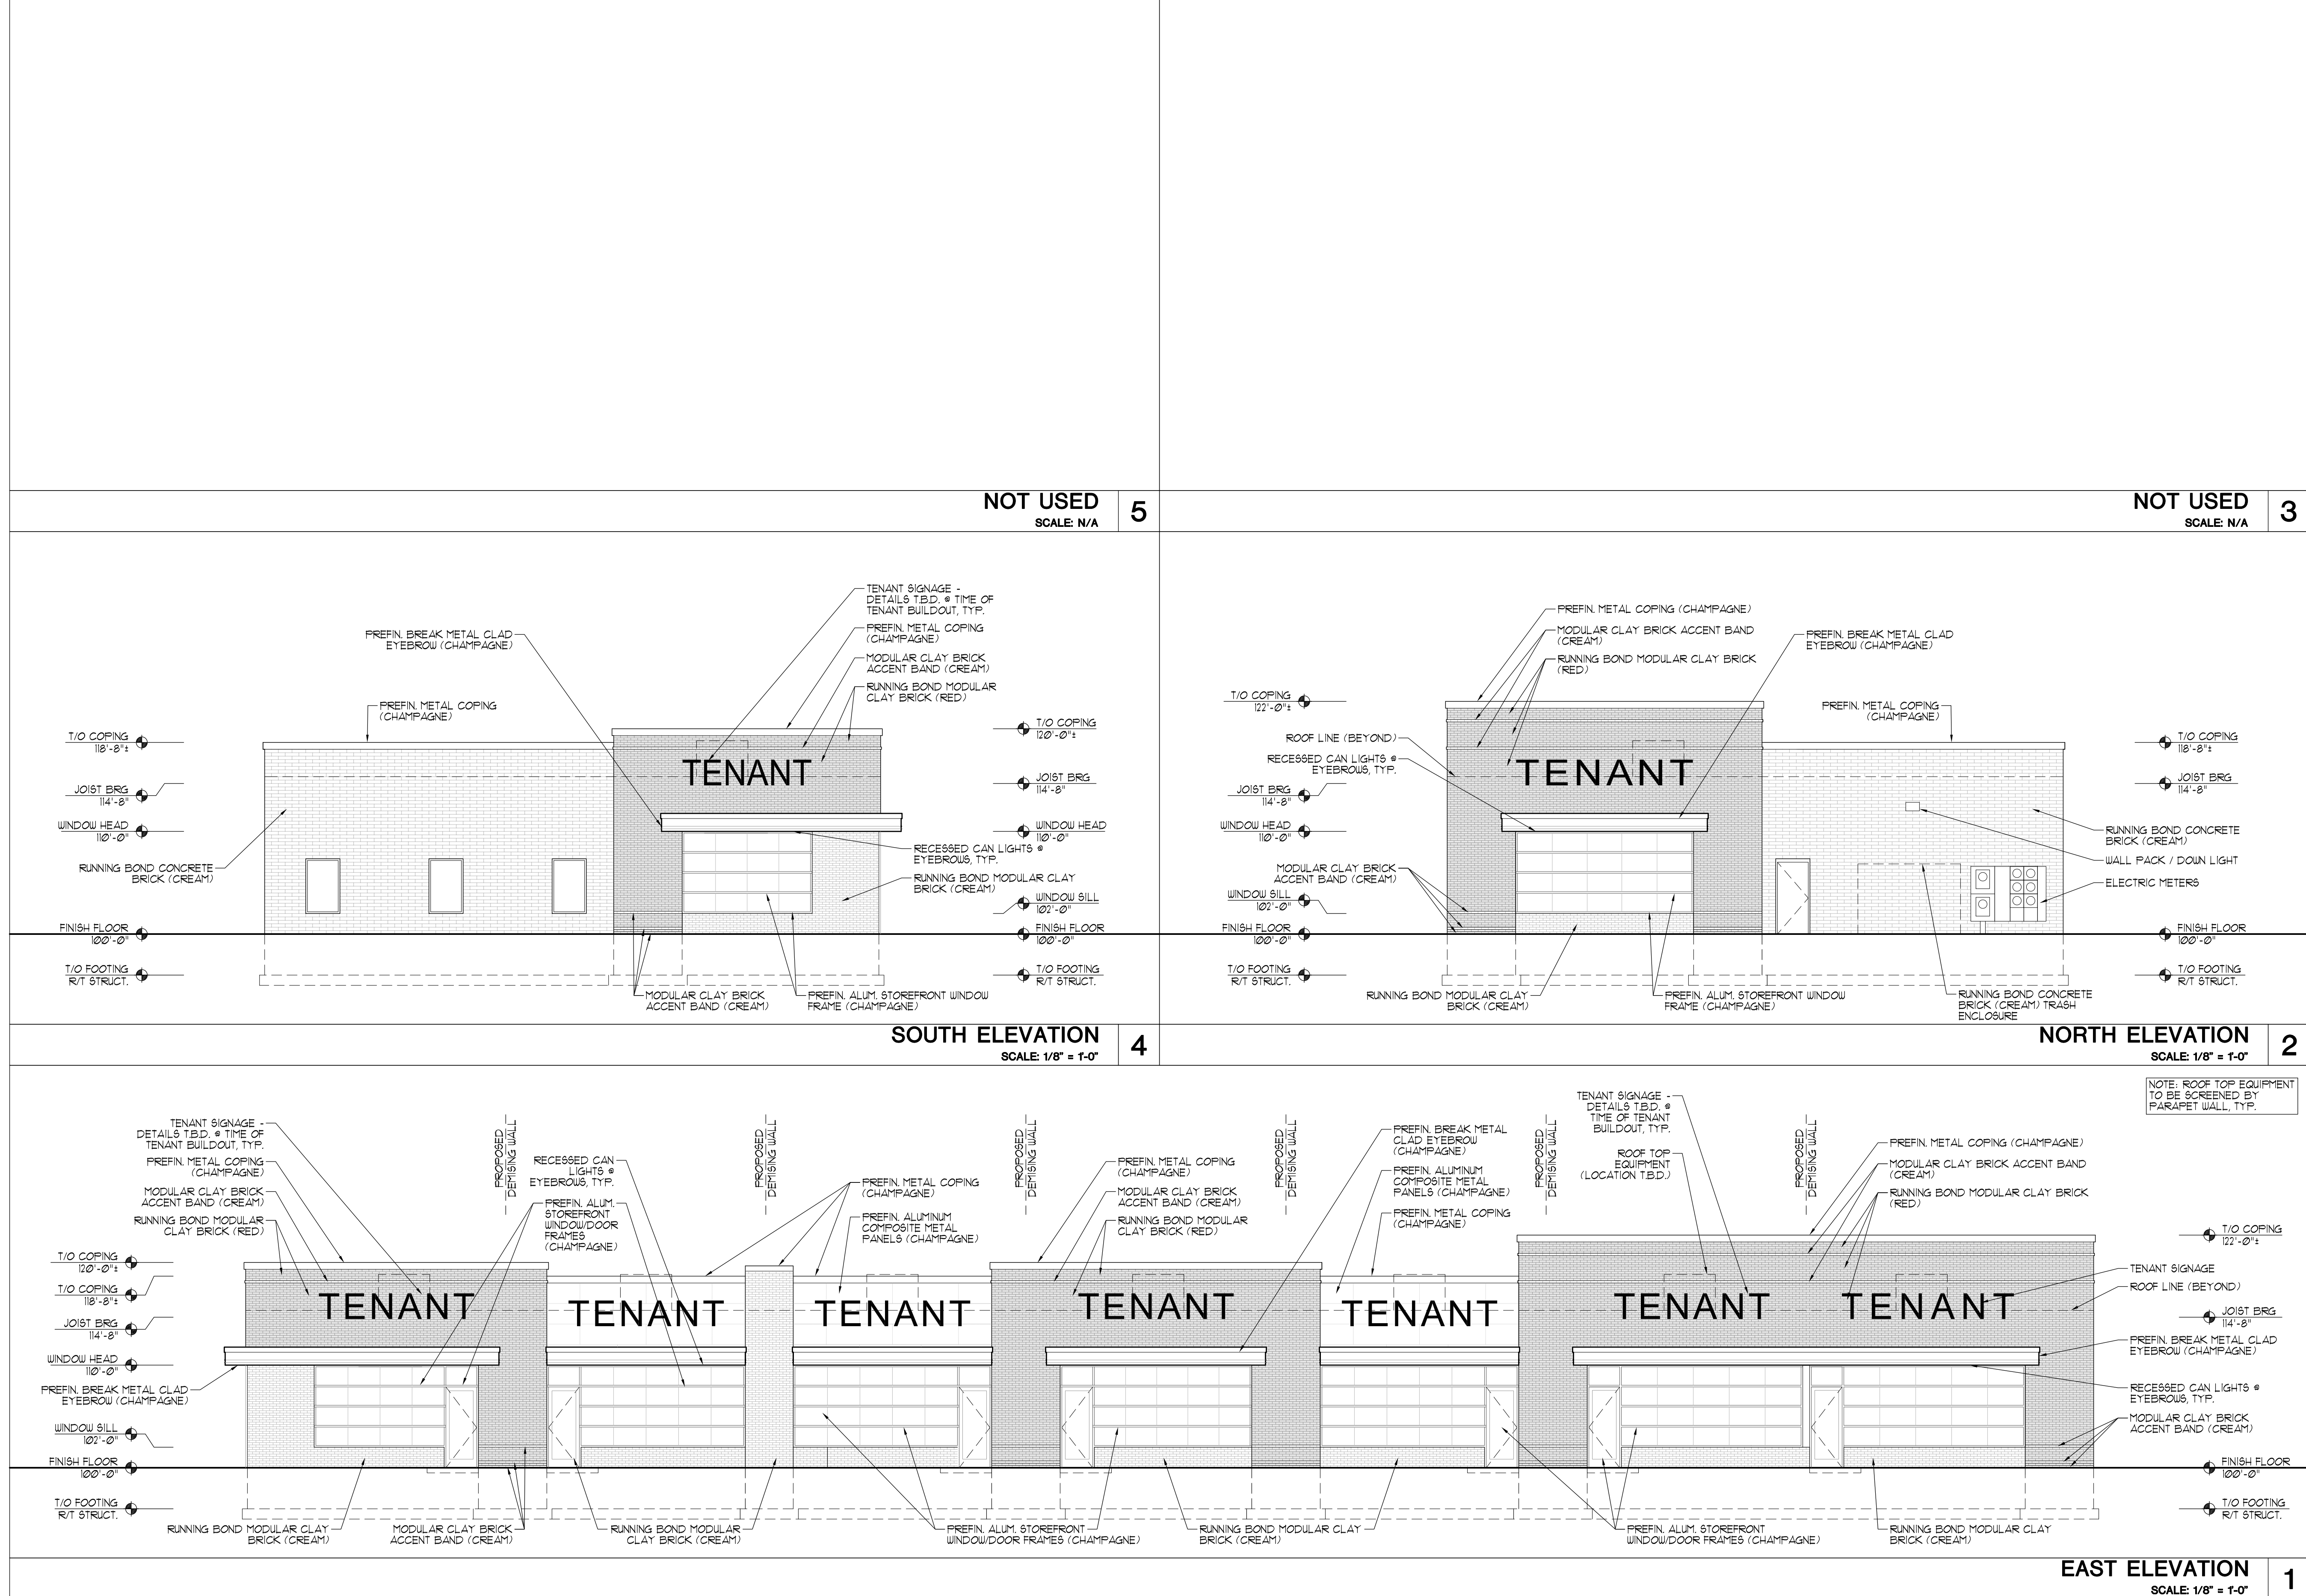 NOT USED
SCALE: N/A
5
NOT USED
SCALE: N/A
3
TENANT SIGNAGE -
DETAILS T.B.D. @ TIME OF
TENANT BUILDOUT, TYP.
PREFIN. METAL COPING
(CHAMPAGNE)
MODULAR CLAY BRICK
ACCENT BAND (CREAM)
RUNNING BOND MODULAR
CLAY BRICK (RED)
PREFIN. BREAK METAL CLAD
EYEBROW (CHAMPAGNE)
PREFIN. METAL COPING
(CHAMPAGNE)
T/O COPING
118'-8"±
JOIST BRG
114'-8"
WINDOW HEAD
110'-0"
RUNNING BOND CONCRETE
BRICK (CREAM)
FINISH FLOOR
100'-0"
T/O FOOTING
R/T STRUCT.
TENANT
T/O COPING
120'-0"±
JOIST BRG
114'-8"
WINDOW HEAD
110'-0"
RECESSED CAN LIGHTS @
EYEBROWS, TYP.
RUNNING BOND MODULAR CLAY
BRICK (CREAM)
WINDOW SILL
102'-0"
FINISH FLOOR
100'-0"
T/O FOOTING
R/T STRUCT.
MODULAR CLAY BRICK
ACCENT BAND (CREAM)
PREFIN. ALUM. STOREFRONT WINDOW
FRAME (CHAMPAGNE)
SOUTH ELEVATION
SCALE: 1/8" = 1'-0"
4
PREFIN. METAL COPING (CHAMPAGNE)
MODULAR CLAY BRICK ACCENT BAND
(CREAM)
RUNNING BOND MODULAR CLAY BRICK
(RED)
PREFIN. BREAK METAL CLAD
EYEBROW (CHAMPAGNE)
T/O COPING
122'-0"±
ROOF LINE (BEYOND)
RECESSED CAN LIGHTS @
EYEBROWS, TYP.
JOIST BRG
114'-8"
WINDOW HEAD
110'-0"
MODULAR CLAY BRICK
ACCENT BAND (CREAM)
WINDOW SILL
102'-0"
FINISH FLOOR
100'-0"
T/O FOOTING
R/T STRUCT.
TENANT
PREFIN. METAL COPING
(CHAMPAGNE)
T/O COPING
118'-8"±
JOIST BRG
114'-8"
RUNNING BOND CONCRETE
BRICK (CREAM)
WALL PACK / DOWN LIGHT
ELECTRIC METERS
FINISH FLOOR
100'-0"
T/O FOOTING
R/T STRUCT.
RUNNING BOND MODULAR CLAY
BRICK (CREAM)
PREFIN. ALUM. STOREFRONT WINDOW
FRAME (CHAMPAGNE)
RUNNING BOND CONCRETE
BRICK (CREAM) TRASH
ENCLOSURE
NORTH ELEVATION
SCALE: 1/8" = 1'-0"
2
NOTE: ROOF TOP EQUIPMENT
TO BE SCREENED BY
PARAPET WALL, TYP.
TENANT SIGNAGE -
DETAILS T.B.D. @ TIME OF
TENANT BUILDOUT, TYP.
PREFIN. METAL COPING
(CHAMPAGNE)
MODULAR CLAY BRICK
ACCENT BAND (CREAM)
RUNNING BOND MODULAR
CLAY BRICK (RED)
T/O COPING
120'-0"±
T/O COPING
118'-8"±
JOIST BRG
114'-8"
WINDOW HEAD
110'-0"
PREFIN. BREAK METAL CLAD
EYEBROW (CHAMPAGNE)
WINDOW SILL
102'-0"
FINISH FLOOR
100'-0"
T/O FOOTING
R/T STRUCT.
PROPOSED
DEMISING WALL
RECESSED CAN
LIGHTS @
EYEBROWS, TYP.
PREFIN. ALUM.
STOREFRONT
WINDOW/DOOR
FRAMES
(CHAMPAGNE)
PROPOSED
DEMISING WALL
PREFIN. METAL COPING
(CHAMPAGNE)
PREFIN. ALUMINUM
COMPOSITE METAL
PANELS (CHAMPAGNE)
PROPOSED
DEMISING WALL
PREFIN. METAL COPING
(CHAMPAGNE)
MODULAR CLAY BRICK
ACCENT BAND (CREAM)
RUNNING BOND MODULAR
CLAY BRICK (RED)
PROPOSED
DEMISING WALL
PREFIN. BREAK METAL
CLAD EYEBROW
(CHAMPAGNE)
PREFIN. ALUMINUM
COMPOSITE METAL
PANELS (CHAMPAGNE)
PREFIN. METAL COPING
(CHAMPAGNE)
PROPOSED
DEMISING WALL
TENANT SIGNAGE -
DETAILS T.B.D. @
TIME OF TENANT
BUILDOUT, TYP.
ROOF TOP
EQUIPMENT
(LOCATION T.B.D.)
PROPOSED
DEMISING WALL
PREFIN. METAL COPING (CHAMPAGNE)
MODULAR CLAY BRICK ACCENT BAND
(CREAM)
RUNNING BOND MODULAR CLAY BRICK
(RED)
TENANT
TENANT
TENANT
TENANT
TENANT
TENANT
TENANT
T/O COPING
122'-0"±
TENANT SIGNAGE
ROOF LINE (BEYOND)
JOIST BRG
114'-8"
PREFIN. BREAK METAL CLAD
EYEBROW (CHAMPAGNE)
RECESSED CAN LIGHTS @
EYEBROWS, TYP.
MODULAR CLAY BRICK
ACCENT BAND (CREAM)
FINISH FLOOR
100'-0"
T/O FOOTING
R/T STRUCT.
RUNNING BOND MODULAR CLAY
BRICK (CREAM)
MODULAR CLAY BRICK
ACCENT BAND (CREAM)
RUNNING BOND MODULAR
CLAY BRICK (CREAM)
PREFIN. ALUM. STOREFRONT
WINDOW/DOOR FRAMES (CHAMPAGNE)
RUNNING BOND MODULAR CLAY
BRICK (CREAM)
PREFIN. ALUM. STOREFRONT
WINDOW/DOOR FRAMES (CHAMPAGNE)
RUNNING BOND MODULAR CLAY
BRICK (CREAM)
EAST ELEVATION
SCALE: 1/8" = 1'-0"
1